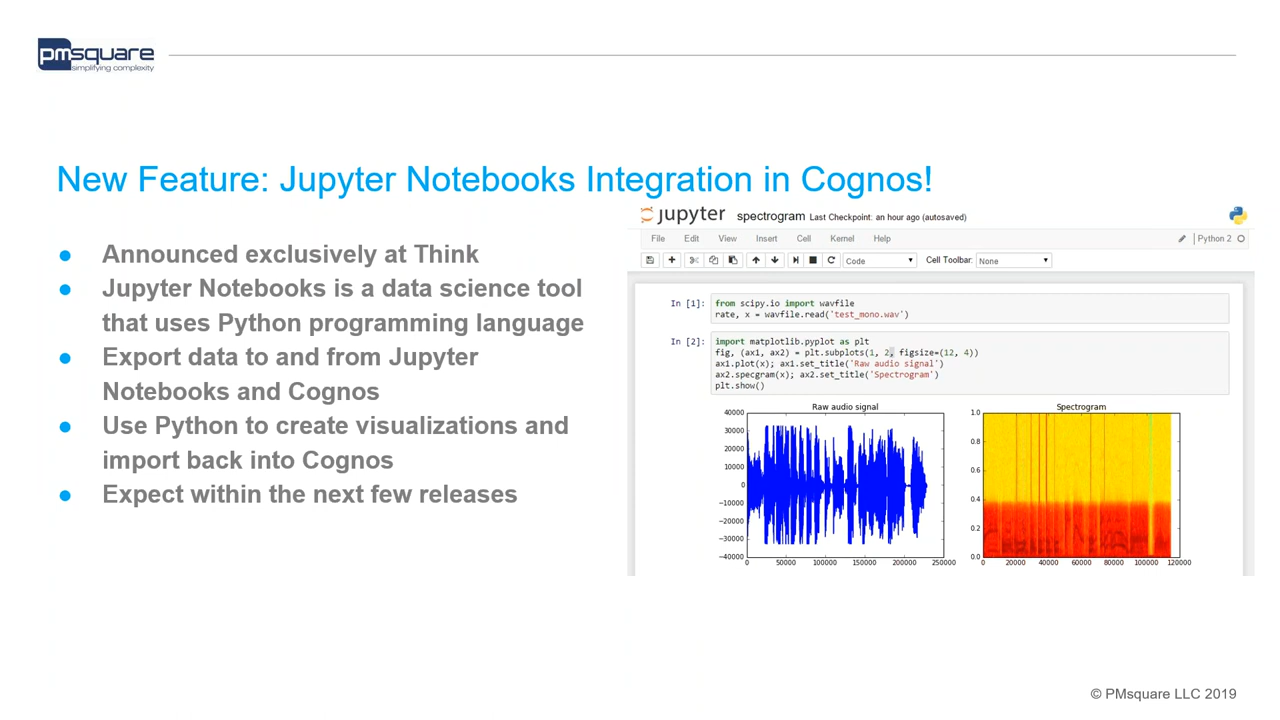 pmsquare
simplifying complexity
New Feature: Jupyter Notebooks Integration in Cognos!
● Announced exclusively at Think
● Jupyter Notebooks is a data science tool
that uses Python programming language
● Export data to and from Jupyter
Notebooks and Cognos
● Use Python to create visualizations and
import back into Cognos
● Expect within the next few releases
jupyter spectrogram Last Checkpoint: an hour ago (autosaved)
File Edit View Insert Cell Kernel Help Python 2
Code Cell Toolbar: None
In [1]: from scipy.io import wavfile
rate, x = wavfile.read('test_mono.wav')
In [2]: import matplotlib.pyplot as plt
fig, (ax1, ax2) = plt.subplots(1, 2, figsize=(12, 4))
ax1.plot(x); ax1.set_title('Raw audio signal')
ax2.specgram(x); ax2.set_title('Spectrogram')
plt.show()
Raw audio signal
40000
30000
20000
10000
0
−10000
−20000
−30000
−40000
0 50000 100000 150000 200000 250000
Spectrogram
1.0
0.8
0.6
0.4
0.2
0.0
0 20000 40000 60000 80000 100000 120000
© PMsquare LLC 2019